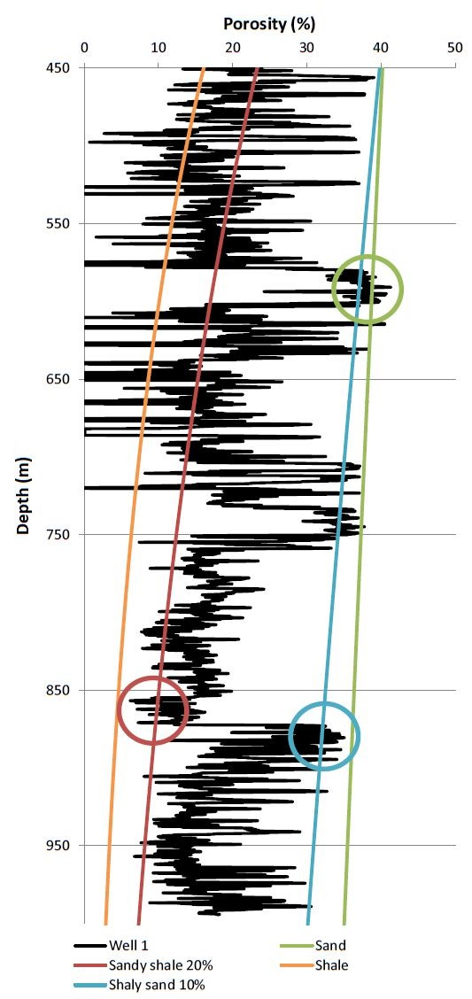 Porosity (%)
0 10 20 30 40 50
450
550
650
750
850
950
Depth (m)
Well 1 Sand
Sandy shale 20% Shale
Shaly sand 10%